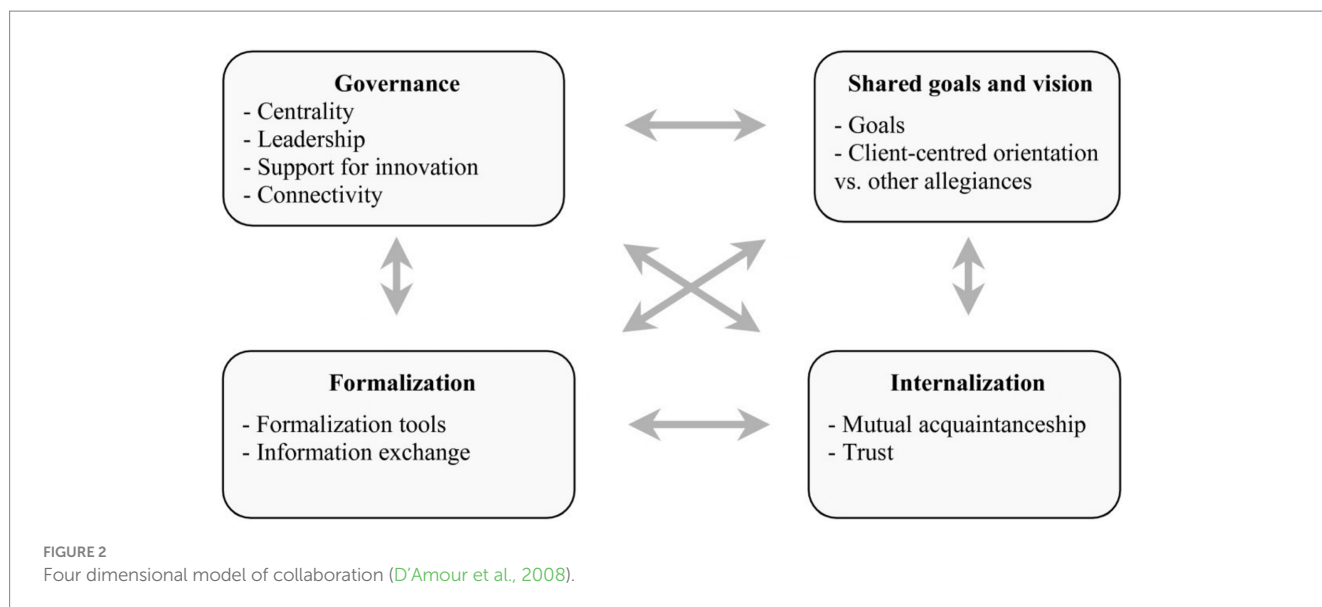 Governance
- Centrality
- Leadership
- Support for innovation
- Connectivity
Shared goals and vision
- Goals
- Client-centred orientation
vs. other allegiances
Formalization
- Formalization tools
- Information exchange
Internalization
- Mutual acquaintanceship
- Trust
FIGURE 2
Four dimensional model of collaboration (D’Amour et al., 2008).